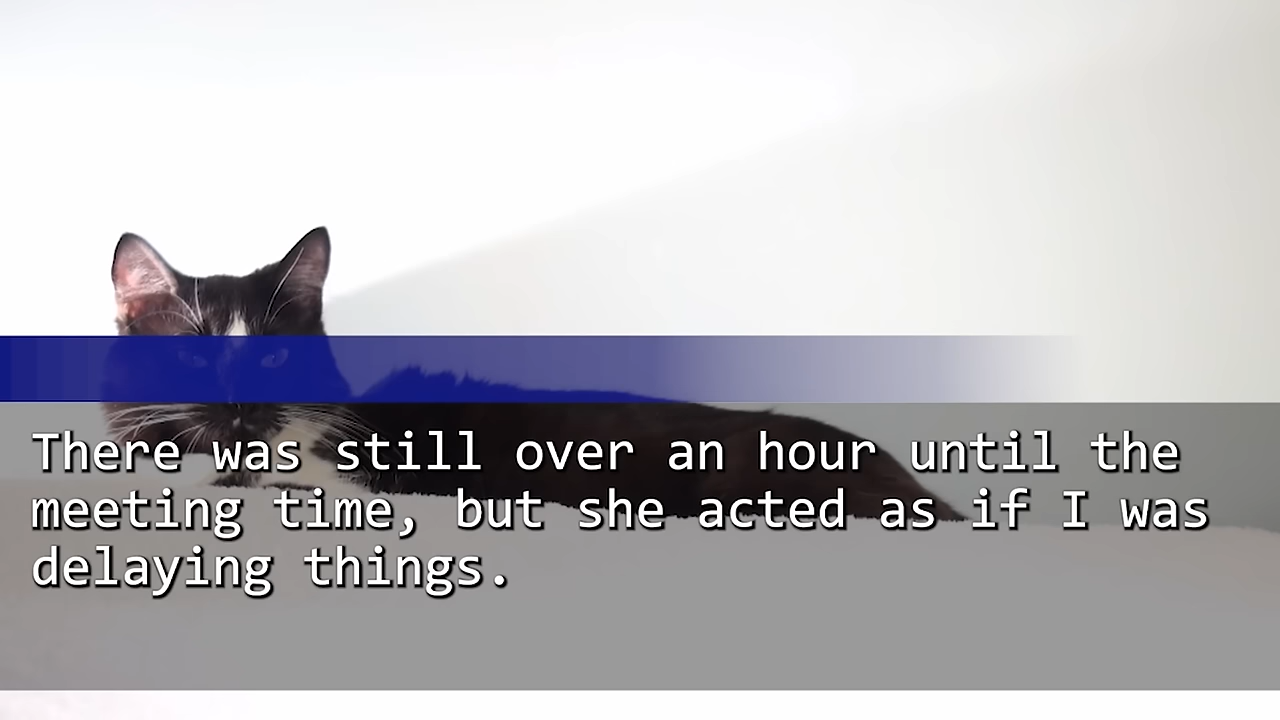 There was still over an hour until the
meeting time, but she acted as if I was
delaying things.